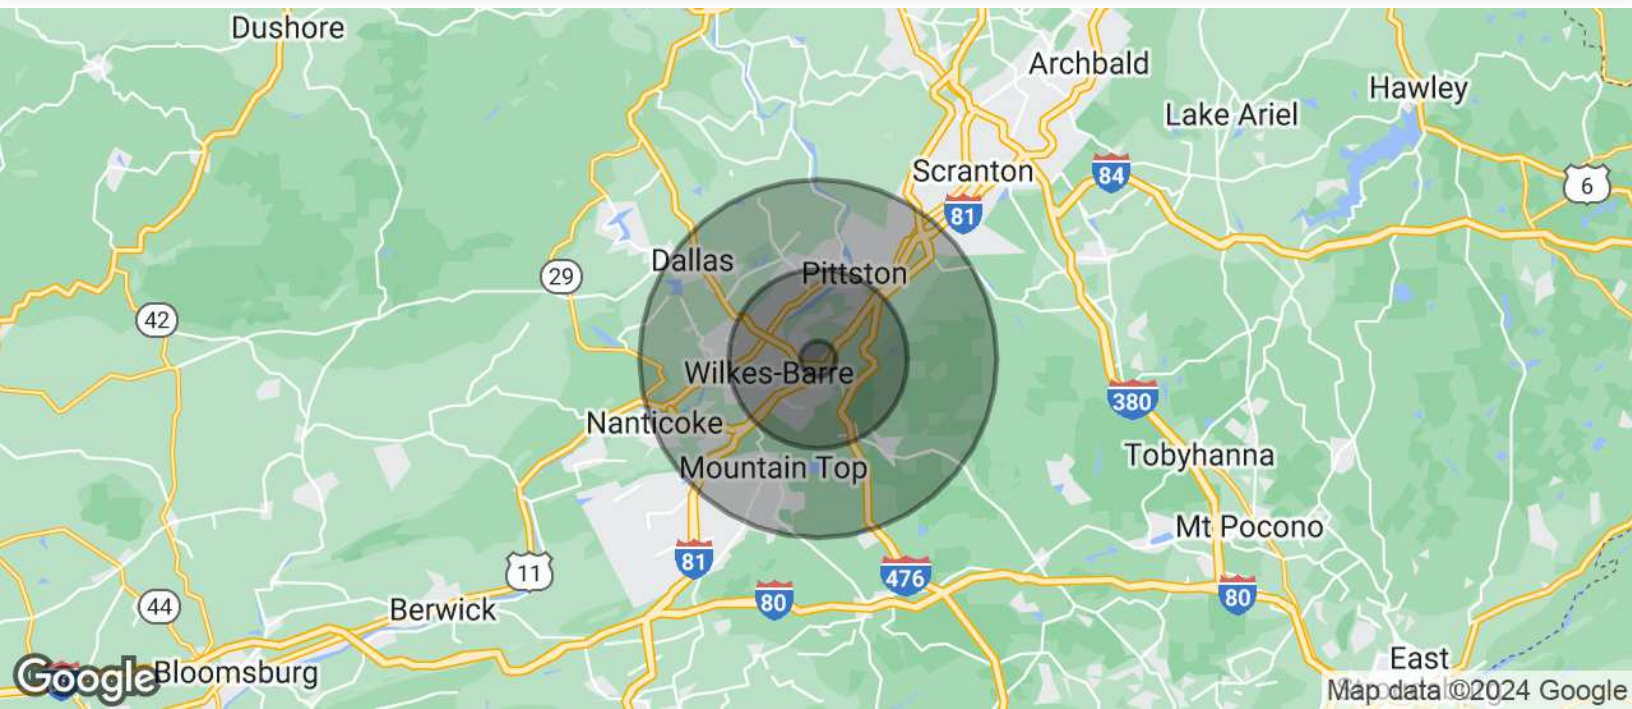 Dushore
Archbald
Hawley
Lake Ariel
Scranton
84
6
81
Dallas
Pittston
29
42
Wilkes-Barre
380
Nanticoke
Tobyhanna
Mountain Top
Mt Pocono
81
11
476
80
80
44
Berwick
East
Bloomsburg
Google
Map data ©2024 Google